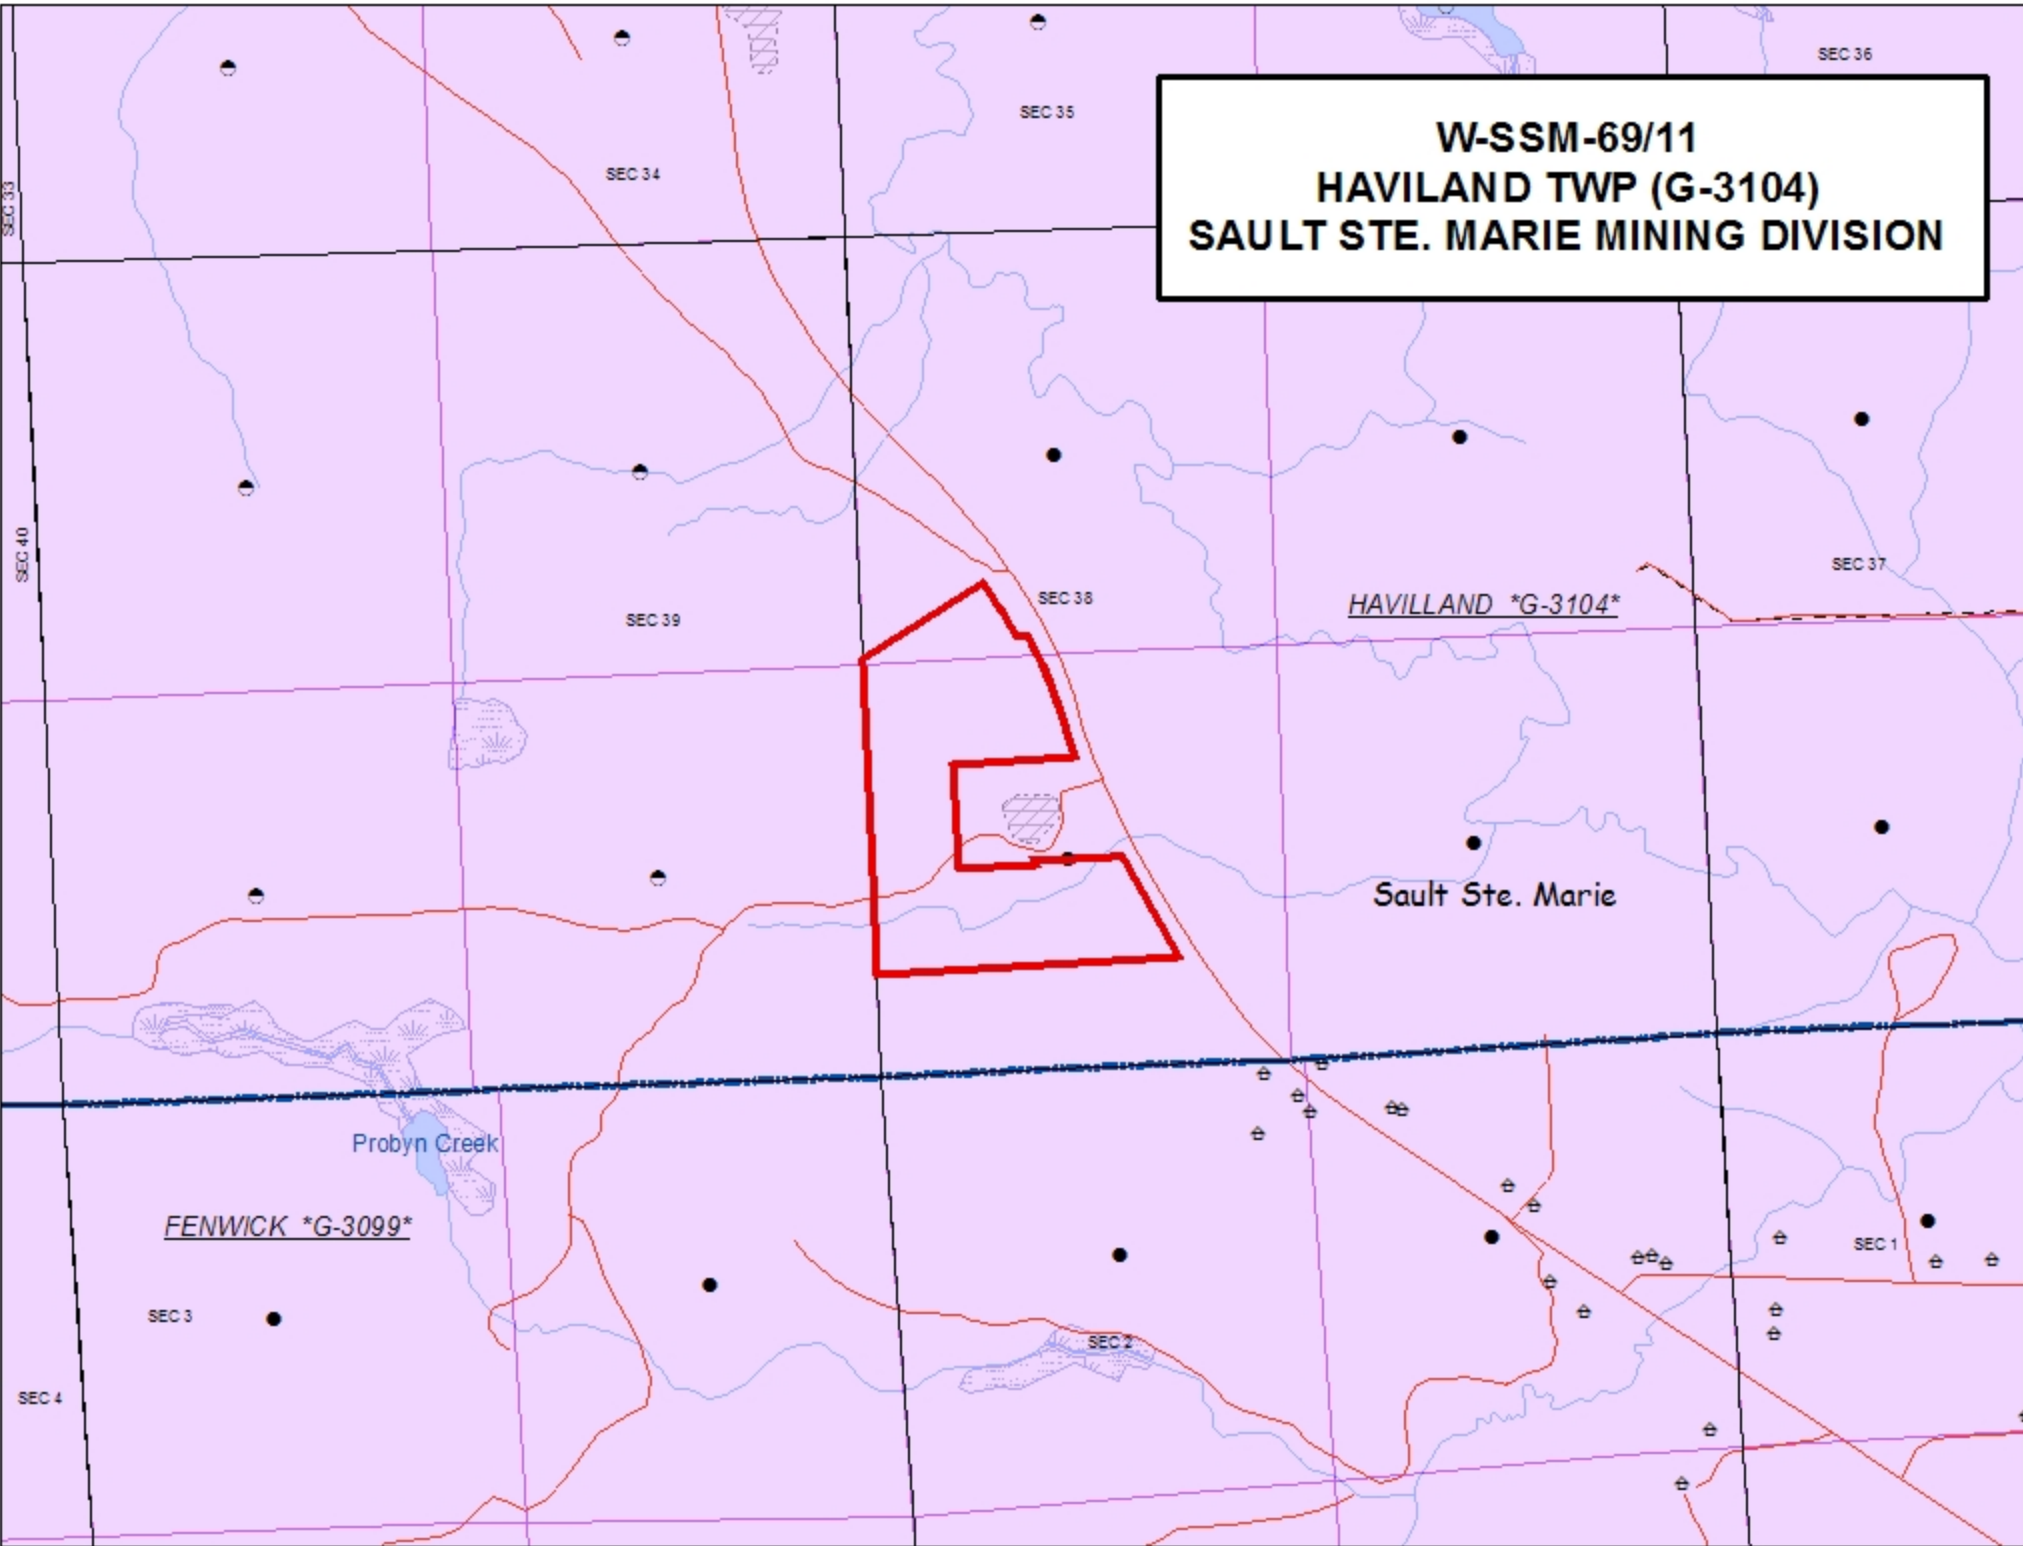 SEC 36
SEC 35
W-SSM-69/11
HAVILAND TWP (G-3104)
SAULT STE. MARIE MINING DIVISION
SEC 34
SEC 33
SEC 40
SEC 37
SEC 38
HAVILLAND *G-3104*
SEC 39
Sault Ste. Marie
Probyn Creek
FENWICK *G-3099*
SEC 1
SEC 3
SEC 2
SEC 4